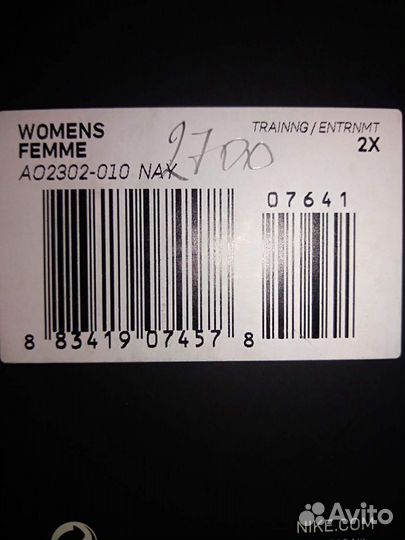 WOMENS
FEMME
TRAINNG / ENTRNMT
2X
2700
AO2302-010 NAX
07641
8 83419 07457 8
NIKE.COM
Avito